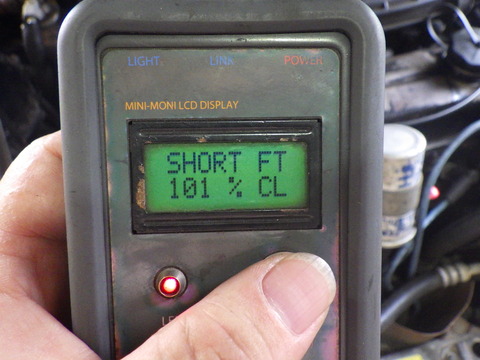 LIGHT LINK POWER
MINI-MONI LCD DISPLAY
SHORT FT
101 % CL